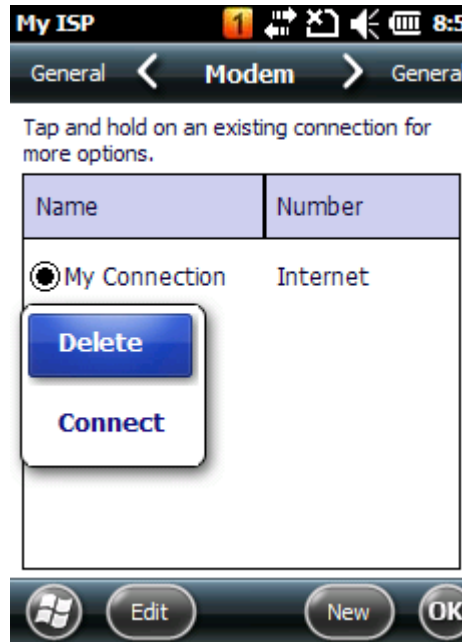 My ISP 1 8:5
General Modem Genera
Tap and hold on an existing connection for
more options.
Name Number
My Connection Internet
Delete
Connect
Edit New OK